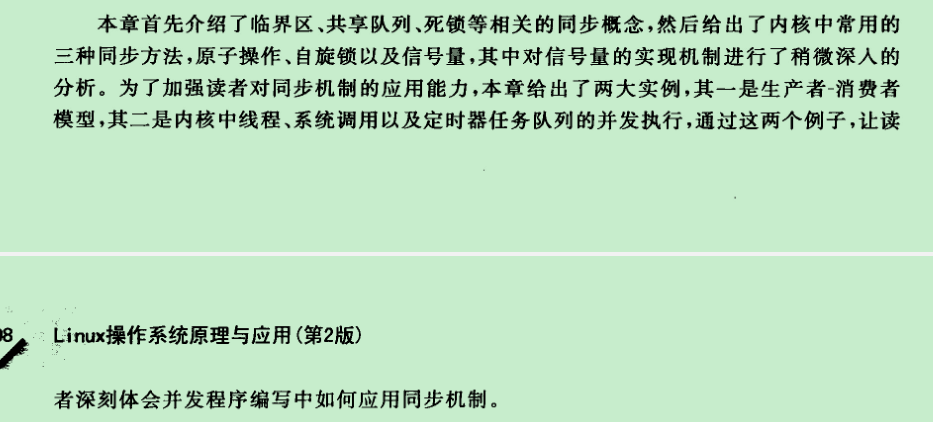 本章首先介绍了临界区、共享队列、死锁等相关的同步概念,然后给出了内核中常用的
三种同步方法,原子操作、自旋锁以及信号量,其中对信号量的实现机制进行了稍微深入的
分析。为了加强读者对同步机制的应用能力,本章给出了两大实例,其一是生产者-消费者
模型,其二是内核中线程、系统调用以及定时器任务队列的并发执行,通过这两个例子,让读
Linux操作系统原理与应用(第2版)
者深刻体会并发程序编写中如何应用同步机制。